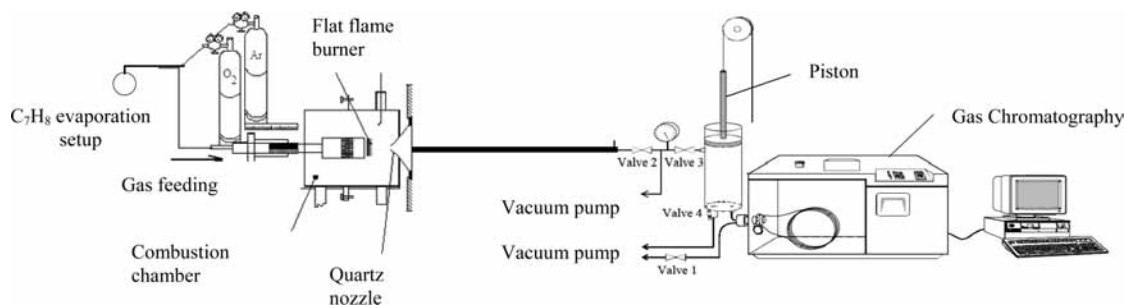 Flat flame
burner
Ar
O2
C7H8 evaporation
setup
Gas feeding
Combustion
chamber
Quartz
nozzle
Piston
Gas Chromatography
Valve 2
Valve 3
Vacuum pump
Valve 4
Vacuum pump
Valve 1